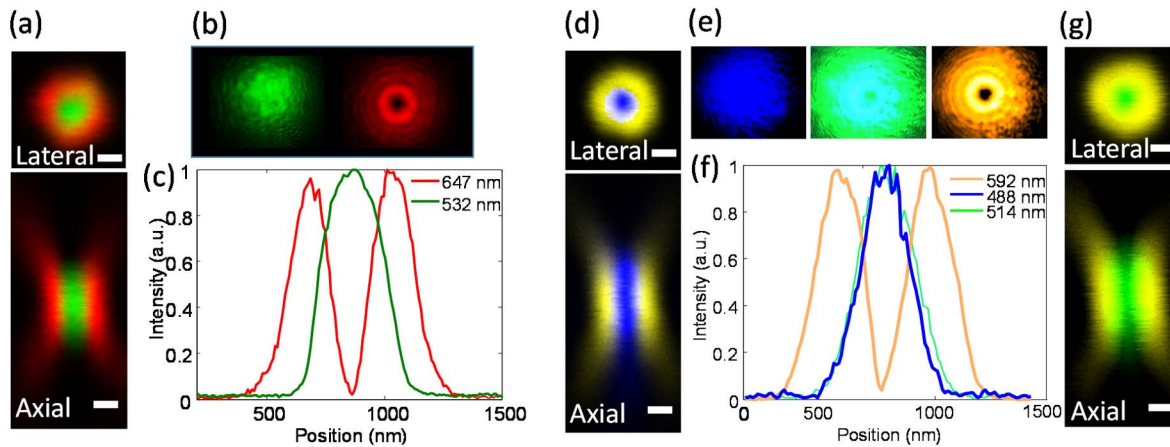 (a)
(b)
(d)
(e)
(g)
Lateral
Lateral
Lateral
(c)
(f)
1
0.8
0.6
0.4
0.2
0
Intensity (a.u.)
647 nm
532 nm
500
1000
1500
Position (nm)
Axial
1
0.8
0.6
0.4
0.2
0
Intensity (a.u.)
592 nm
488 nm
514 nm
0
500
1000
1500
Position (nm)
Axial
Axial